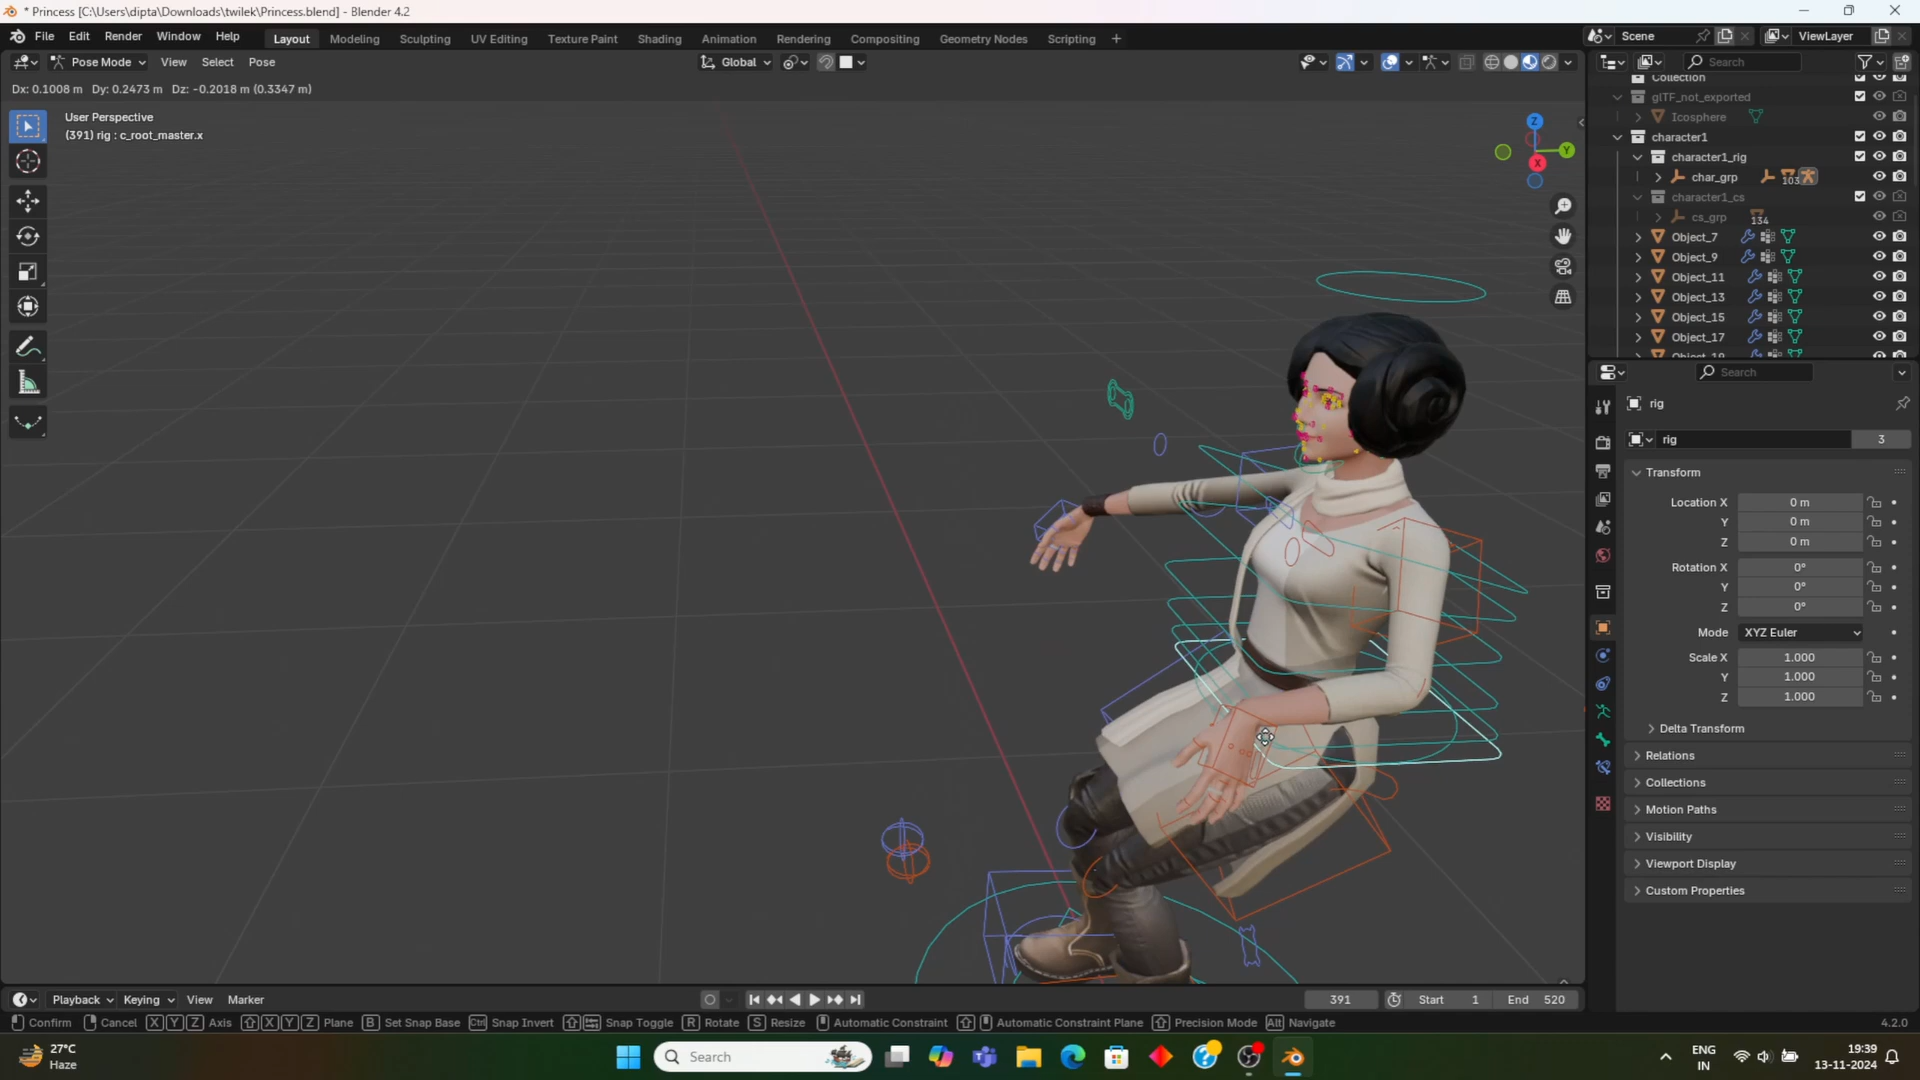 * Princess [C:\Users\dipta\Downloads\twilek\Princess.blend] - Blender 4.2
File Edit Render Window Help
Layout Modeling Sculpting UV Editing Texture Paint Shading Animation Rendering Compositing Geometry Nodes Scripting +
Scene
ViewLayer
Pose Mode View Select Pose
Global
Search
Dx: 0.1008 m Dy: 0.2473 m Dz: -0.2018 m (0.3347 m)
User Perspective
(391) rig : c_root_master.x
Z
Y
X
Collection
glTF_not_exported
Icosphere
character1
character1_rig
char_grp
103
character1_cs
cs_grp
134
Object_7
Object_9
Object_11
Object_13
Object_15
Object_17
Search
rig
rig 3
Transform
Location X 0 m
Y 0 m
Z 0 m
Rotation X 0°
Y 0°
Z 0°
Mode XYZ Euler
Scale X 1.000
Y 1.000
Z 1.000
Delta Transform
Relations
Collections
Motion Paths
Visibility
Viewport Display
Custom Properties
Playback Keying View Marker
391 Start 1 End 520
Confirm Cancel X Y Z Axis X Y Z Plane B Set Snap Base Ctrl Snap Invert Snap Toggle R Rotate S Resize Automatic Constraint Automatic Constraint Plane Precision Mode Alt Navigate
4.2.0
27°C
Haze
Search
ENG
IN
19:39
13-11-2024